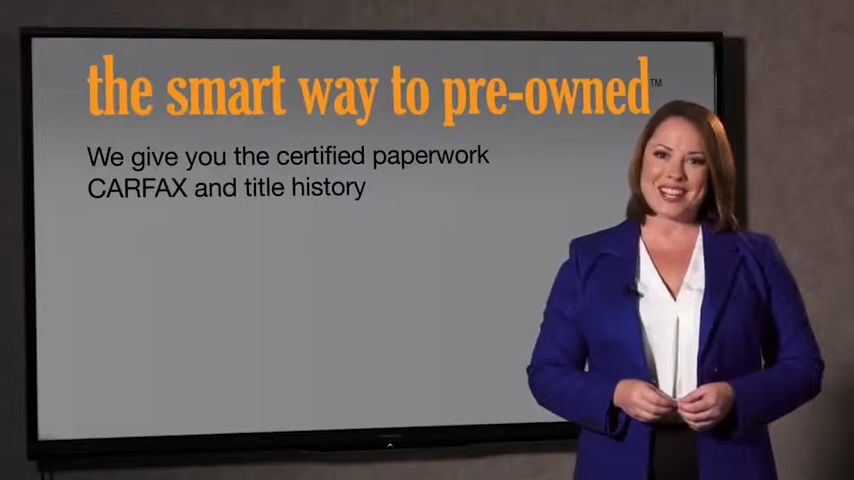 the smart way to pre-owned™
We give you the certified paperwork
CARFAX and title history